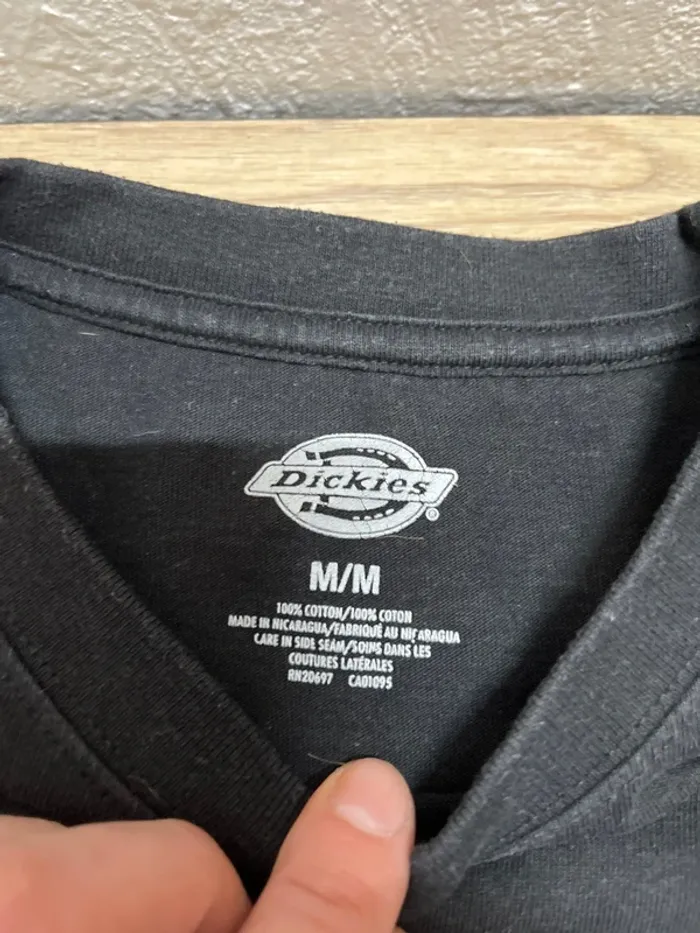 Dickies®
M/M
100% COTTON/100% COTON
MADE IN NICARAGUA/FABRIQUÉ AU NICARAGUA
CARE IN SIDE SEAM/SOINS DANS LES
COUTURES LATÉRALES
RN20697 CA01095